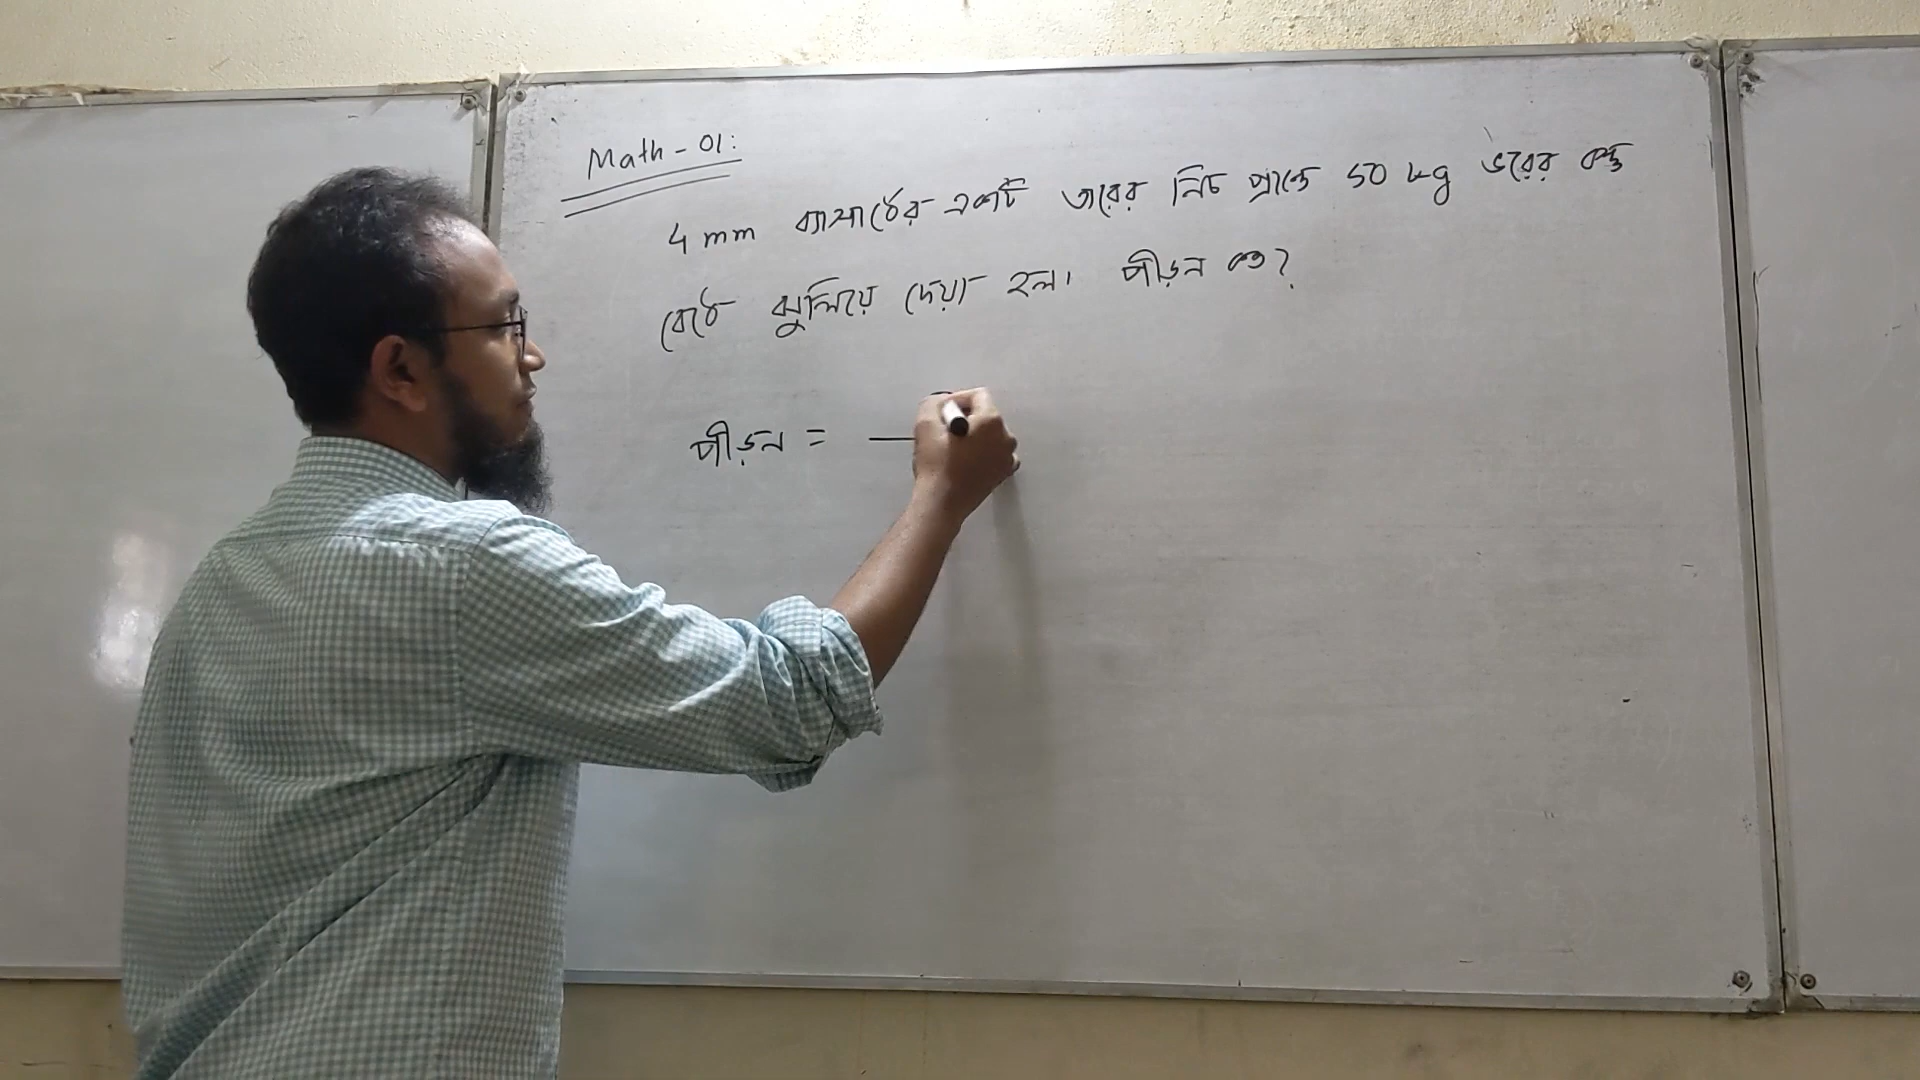 Math - 01:
4 mm ব্যাসার্ধের একটি তারের নিচ প্রান্তে 50 kg ভরের বস্তু
বেধে ঝুলিয়ে দেয়া হল। পীড়ন কত?
পীড়ন =